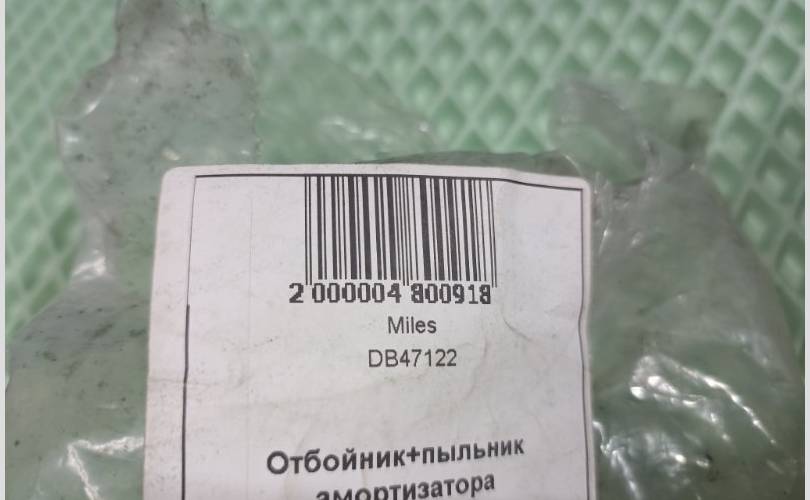 2 000004 800918
Miles
DB47122
Отбойник+пыльник
амортизатора